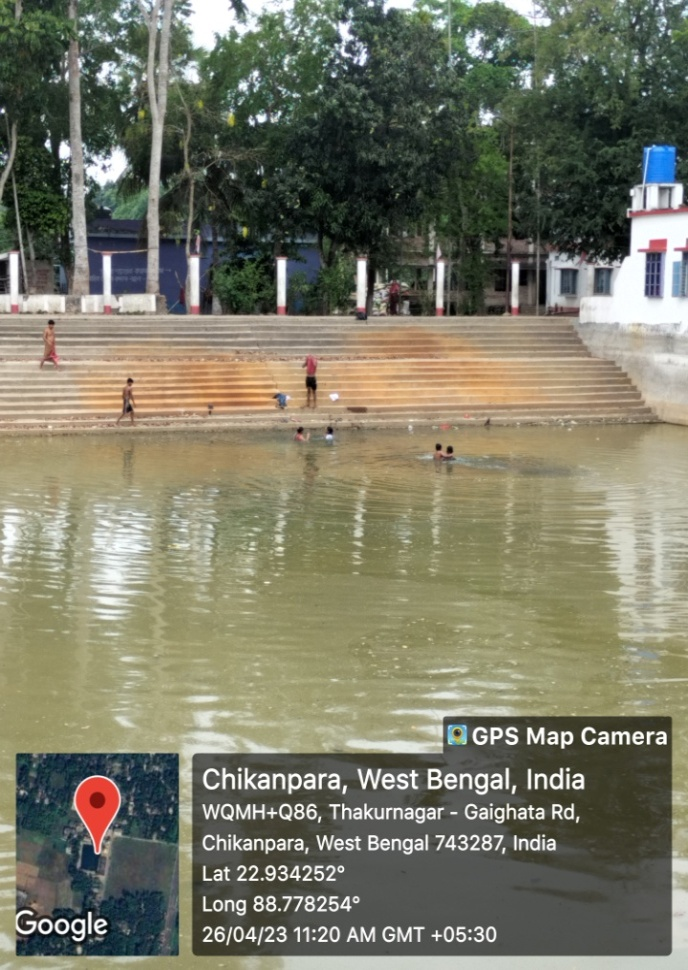 GPS Map Camera
Chikanpara, West Bengal, India
WQMH+Q86, Thakurnagar - Gaighata Rd,
Chikanpara, West Bengal 743287, India
Lat 22.934252°
Long 88.778254°
26/04/23 11:20 AM GMT +05:30
Google